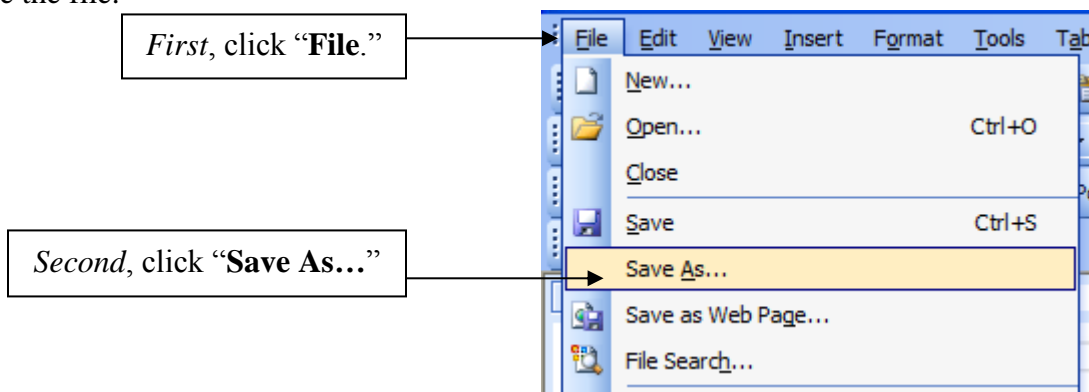 e the file.
First, click “File.”
File Edit View Insert Format Tools Tab
New...
Open... Ctrl+O
Close
Save Ctrl+S
Second, click “Save As…”
Save As...
Save as Web Page...
File Search...